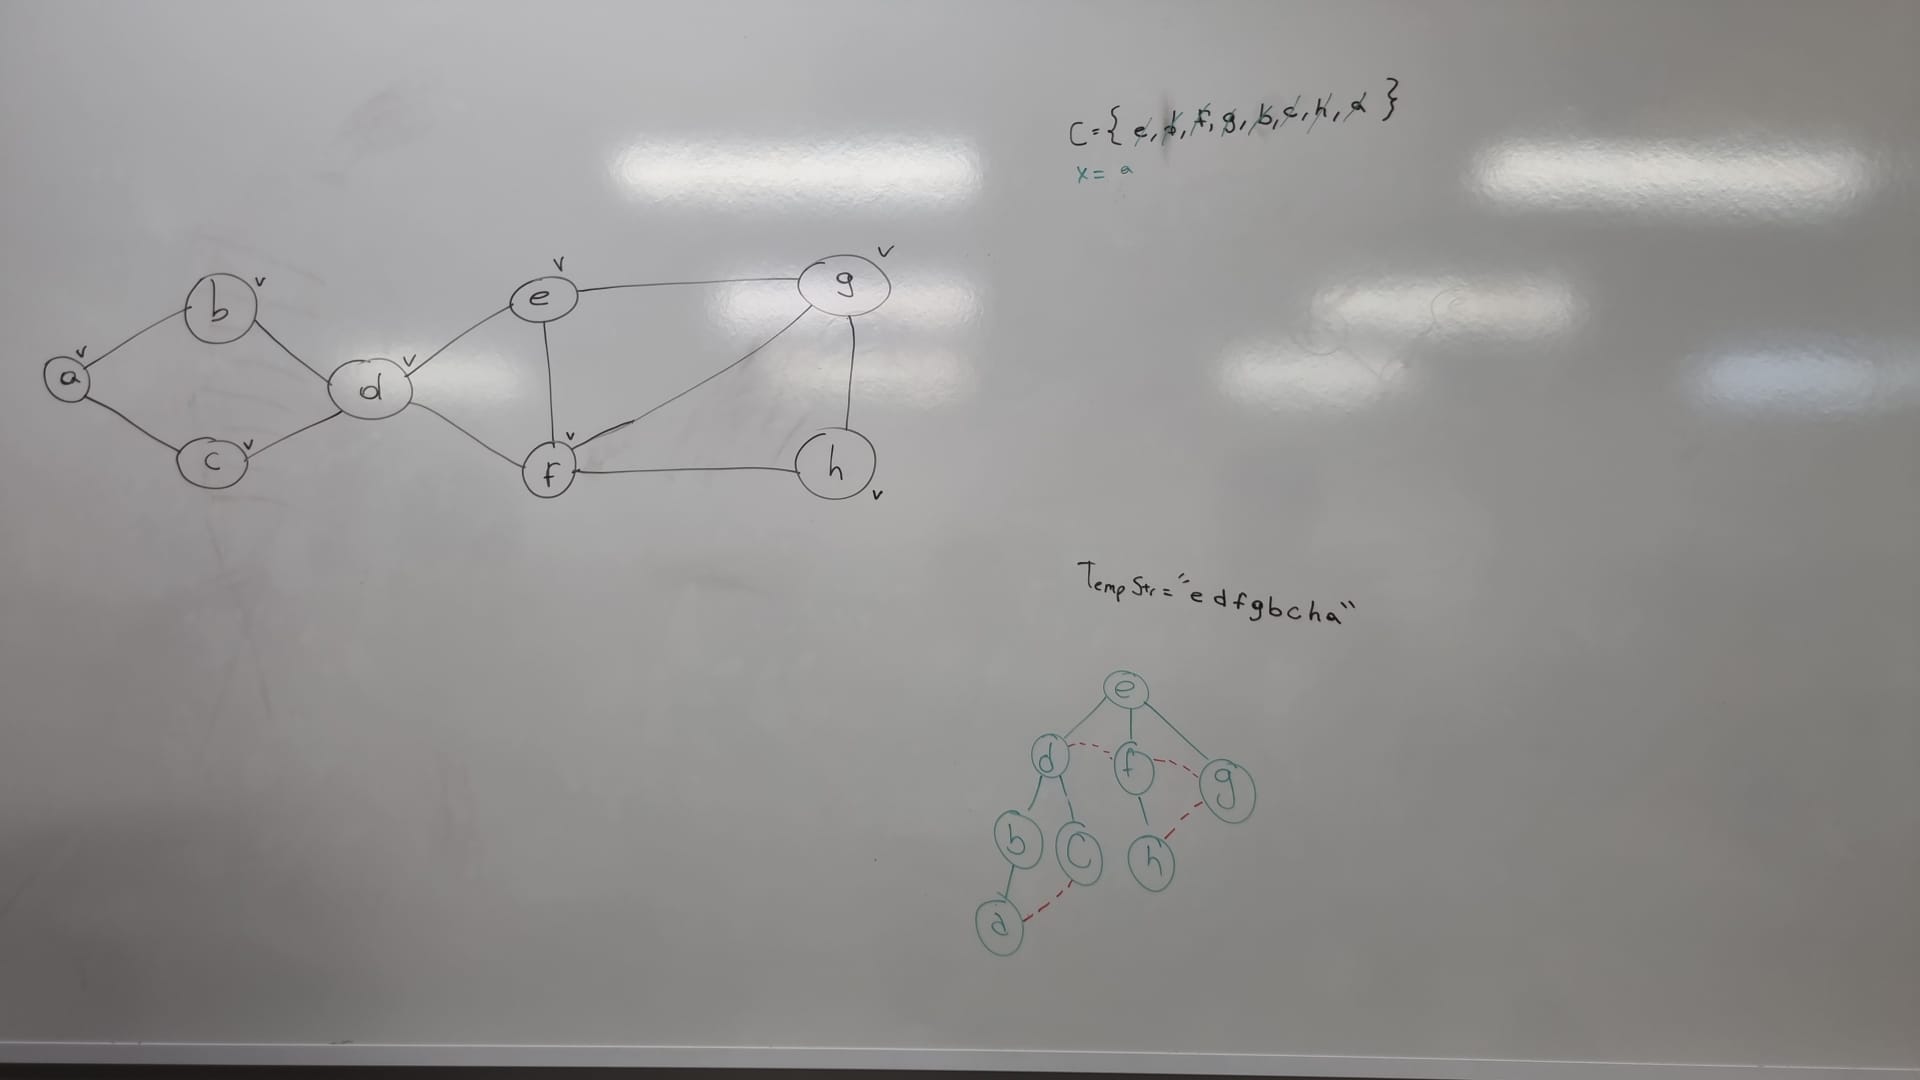 C={ e, d, f, g, b, c, h, a }
x= a
b v
e v
g v
a v
d v
c v
f v
h v
Temp Str = "e d f g b c h a"
e
d f g
b c h
a